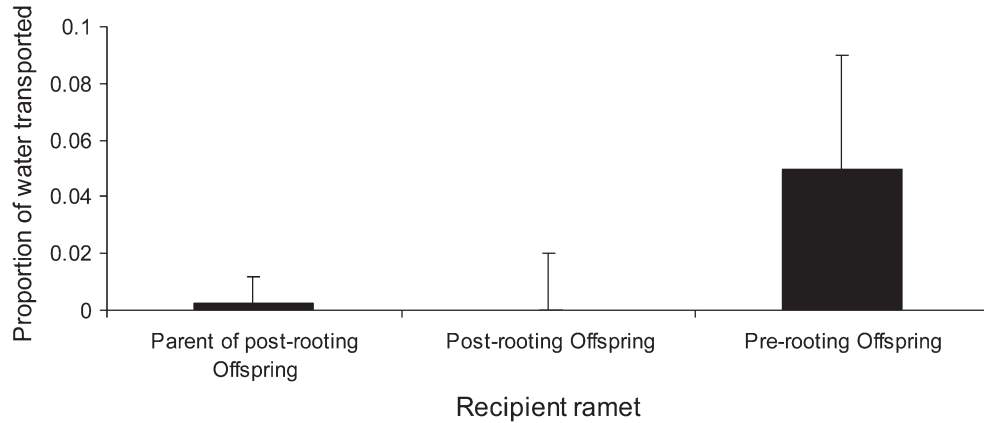 Proportion of water transported
0.1
0.08
0.06
0.04
0.02
0
Parent of post-rooting
Offspring
Post-rooting Offspring
Pre-rooting Offspring
Recipient ramet